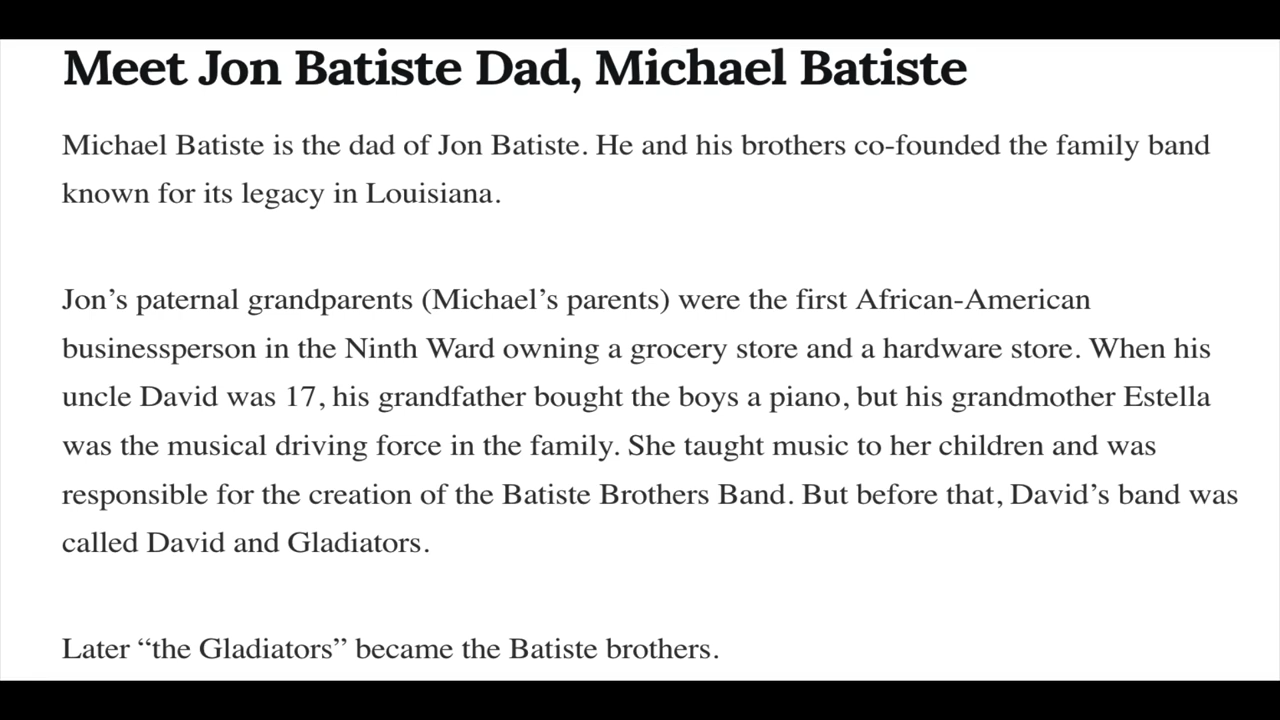 Meet Jon Batiste Dad, Michael Batiste
Michael Batiste is the dad of Jon Batiste. He and his brothers co-founded the family band
known for its legacy in Louisiana.
Jon’s paternal grandparents (Michael’s parents) were the first African-American
businessperson in the Ninth Ward owning a grocery store and a hardware store. When his
uncle David was 17, his grandfather bought the boys a piano, but his grandmother Estella
was the musical driving force in the family. She taught music to her children and was
responsible for the creation of the Batiste Brothers Band. But before that, David’s band was
called David and Gladiators.
Later “the Gladiators” became the Batiste brothers.